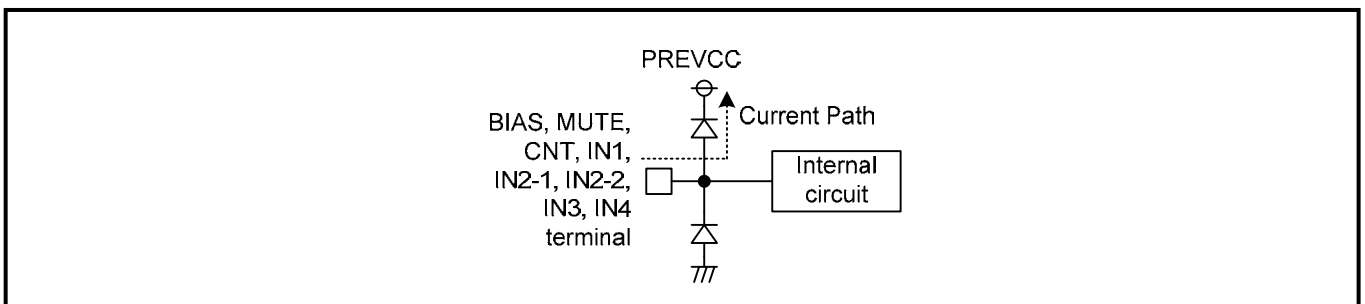 PREVCC
Current Path
BIAS, MUTE,
CNT, IN1,
IN2-1, IN2-2,
IN3, IN4
terminal
Internal
circuit